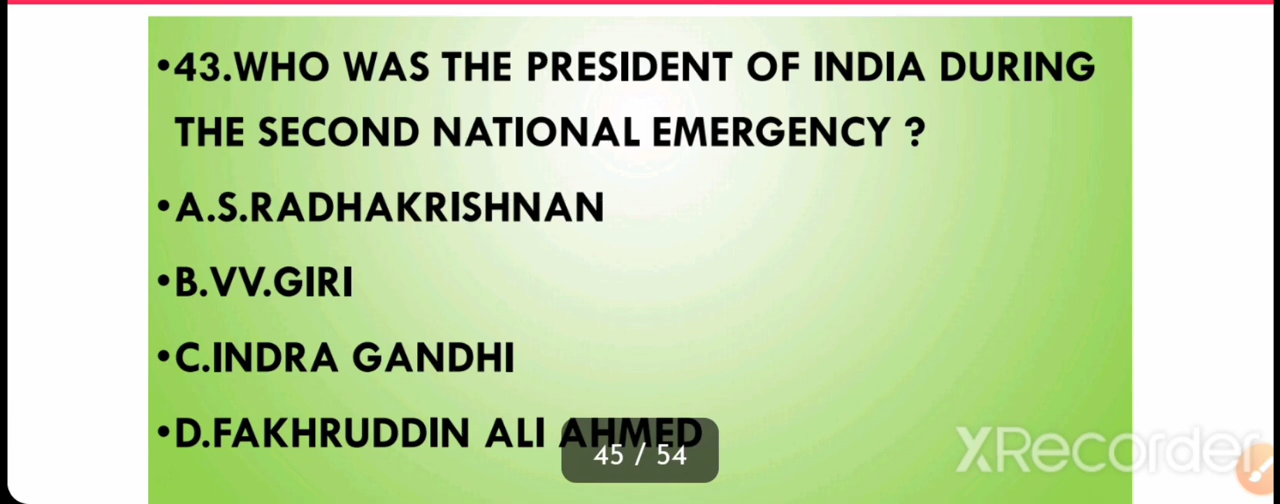 •43.WHO WAS THE PRESIDENT OF INDIA DURING
THE SECOND NATIONAL EMERGENCY ?
•A.S.RADHAKRISHNAN
•B.VV.GIRI
•C.INDRA GANDHI
•D.FAKHRUDDIN ALI AHMED
45 / 54
XRecorder